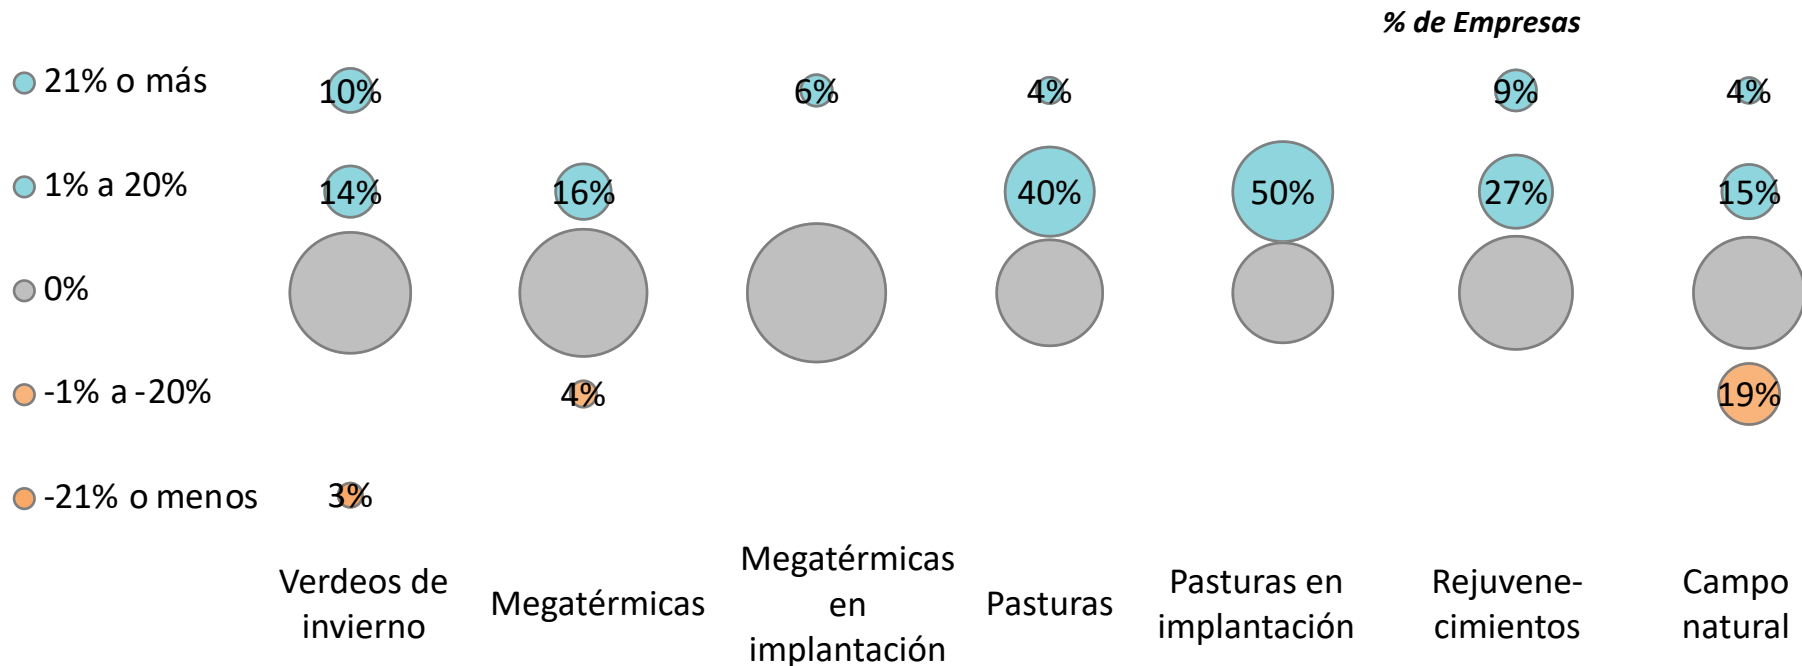 % de Empresas
21% o más
10%
6%
4%
9%
4%
1% a 20%
14%
16%
40%
50%
27%
15%
0%
-1% a -20%
4%
19%
-21% o menos
3%
Verdeos de
invierno
Megatérmicas
Megatérmicas
en
implantación
Pasturas
Pasturas en
implantación
Rejuvene-
cimientos
Campo
natural